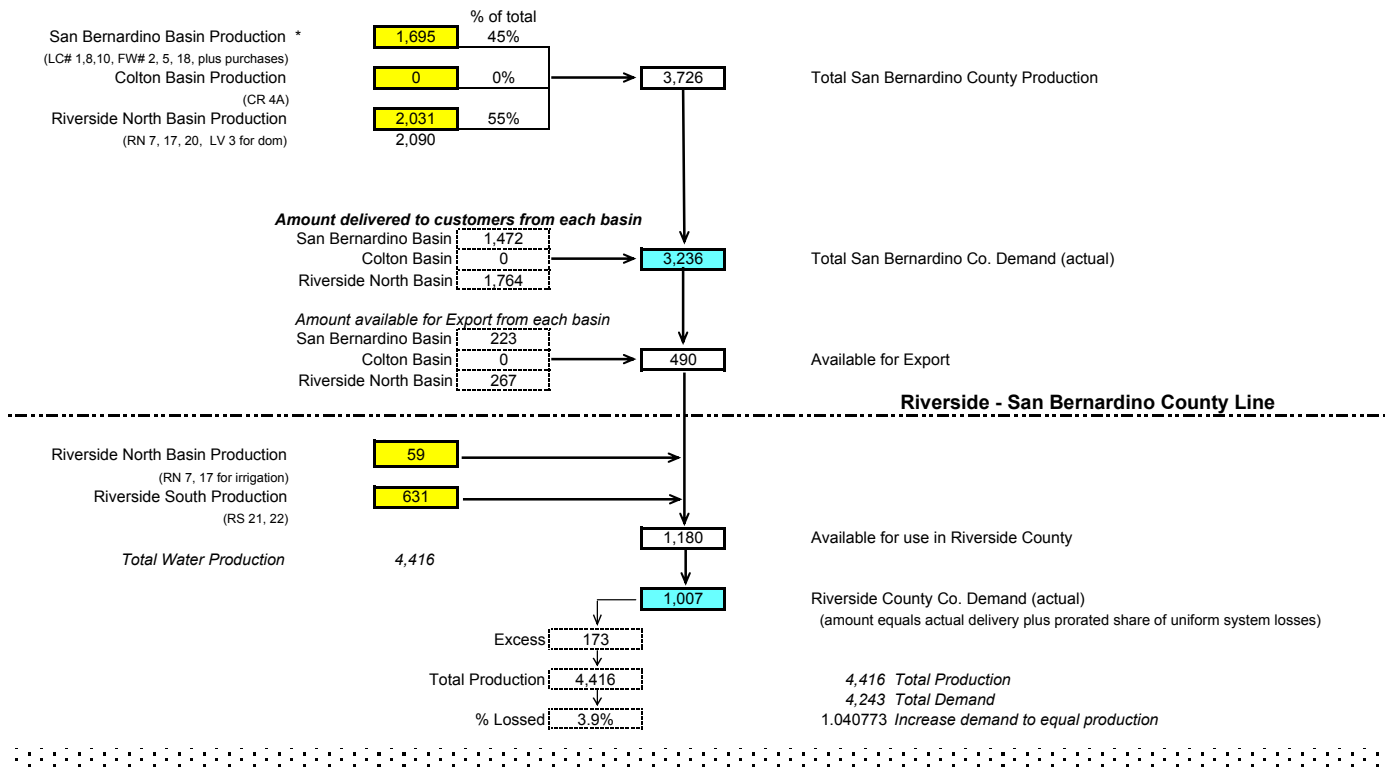 % of total
San Bernardino Basin Production * 1,695 45%
(LC# 1,8,10, FW# 2, 5, 18, plus purchases)
Colton Basin Production 0 0% 3,726 Total San Bernardino County Production
(CR 4A)
Riverside North Basin Production 2,031 55%
(RN 7, 17, 20, LV 3 for dom) 2,090
Amount delivered to customers from each basin
San Bernardino Basin 1,472
Colton Basin 0 3,236 Total San Bernardino Co. Demand (actual)
Riverside North Basin 1,764
Amount available for Export from each basin
San Bernardino Basin 223
Colton Basin 0 490 Available for Export
Riverside North Basin 267
Riverside - San Bernardino County Line
Riverside North Basin Production 59
(RN 7, 17 for irrigation)
Riverside South Production 631
(RS 21, 22)
1,180 Available for use in Riverside County
Total Water Production 4,416
1,007 Riverside County Co. Demand (actual)
(amount equals actual delivery plus prorated share of uniform system losses)
Excess 173
Total Production 4,416 4,416 Total Production
4,243 Total Demand
% Lossed 3.9% 1.040773 Increase demand to equal production